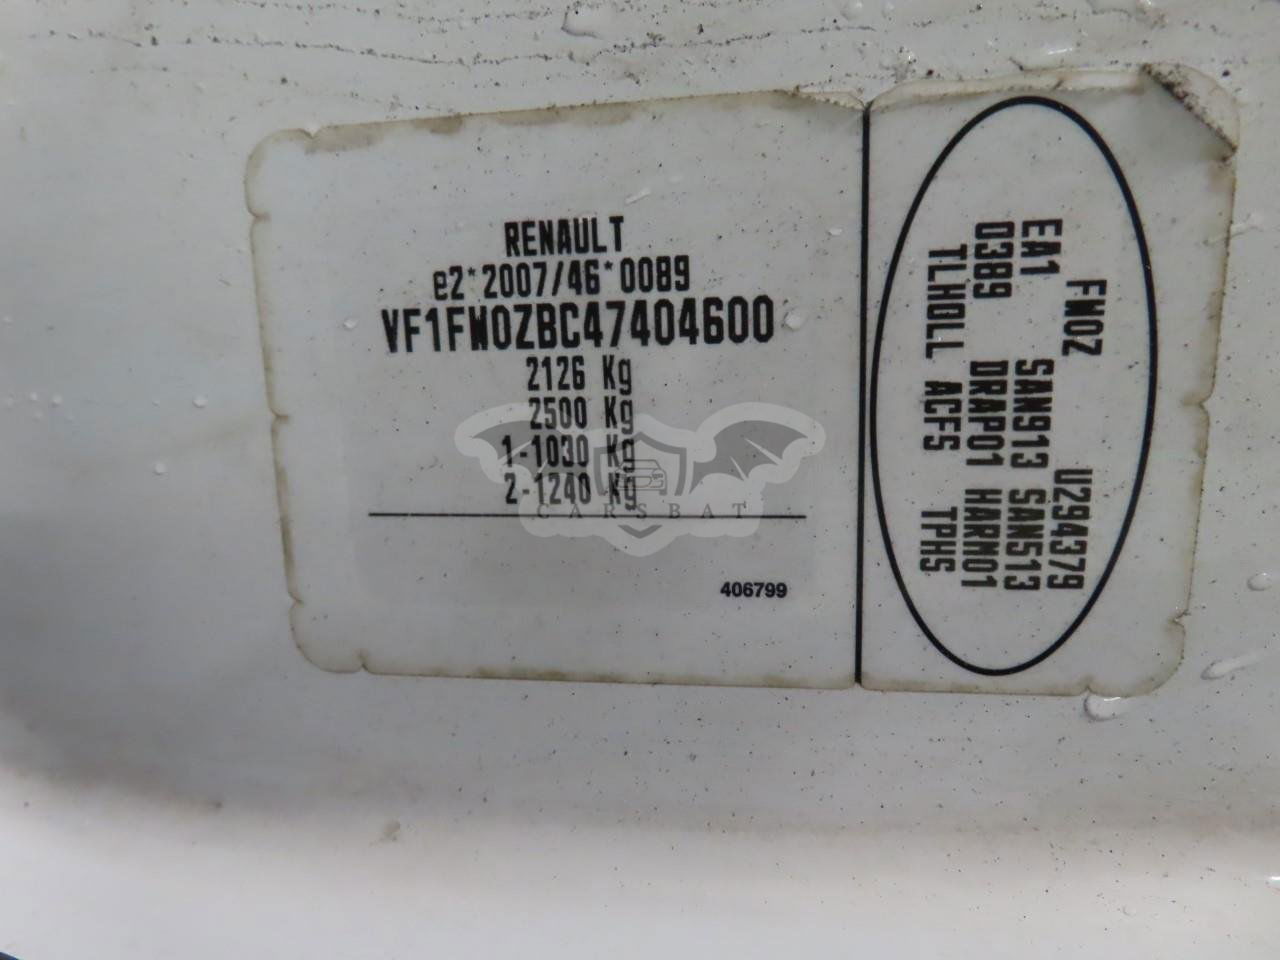 RENAULT
e2*2007/46*0089
VF1FW0ZBC47404600
2126 Kg
2500 Kg
1-1030 Kg
2-1240 Kg
CARSBAT
406799
FW0Z U294379
EA1 SAN913 SAN513
0389 DRAP01 HARN01
TLHOLL ACFS TPHS